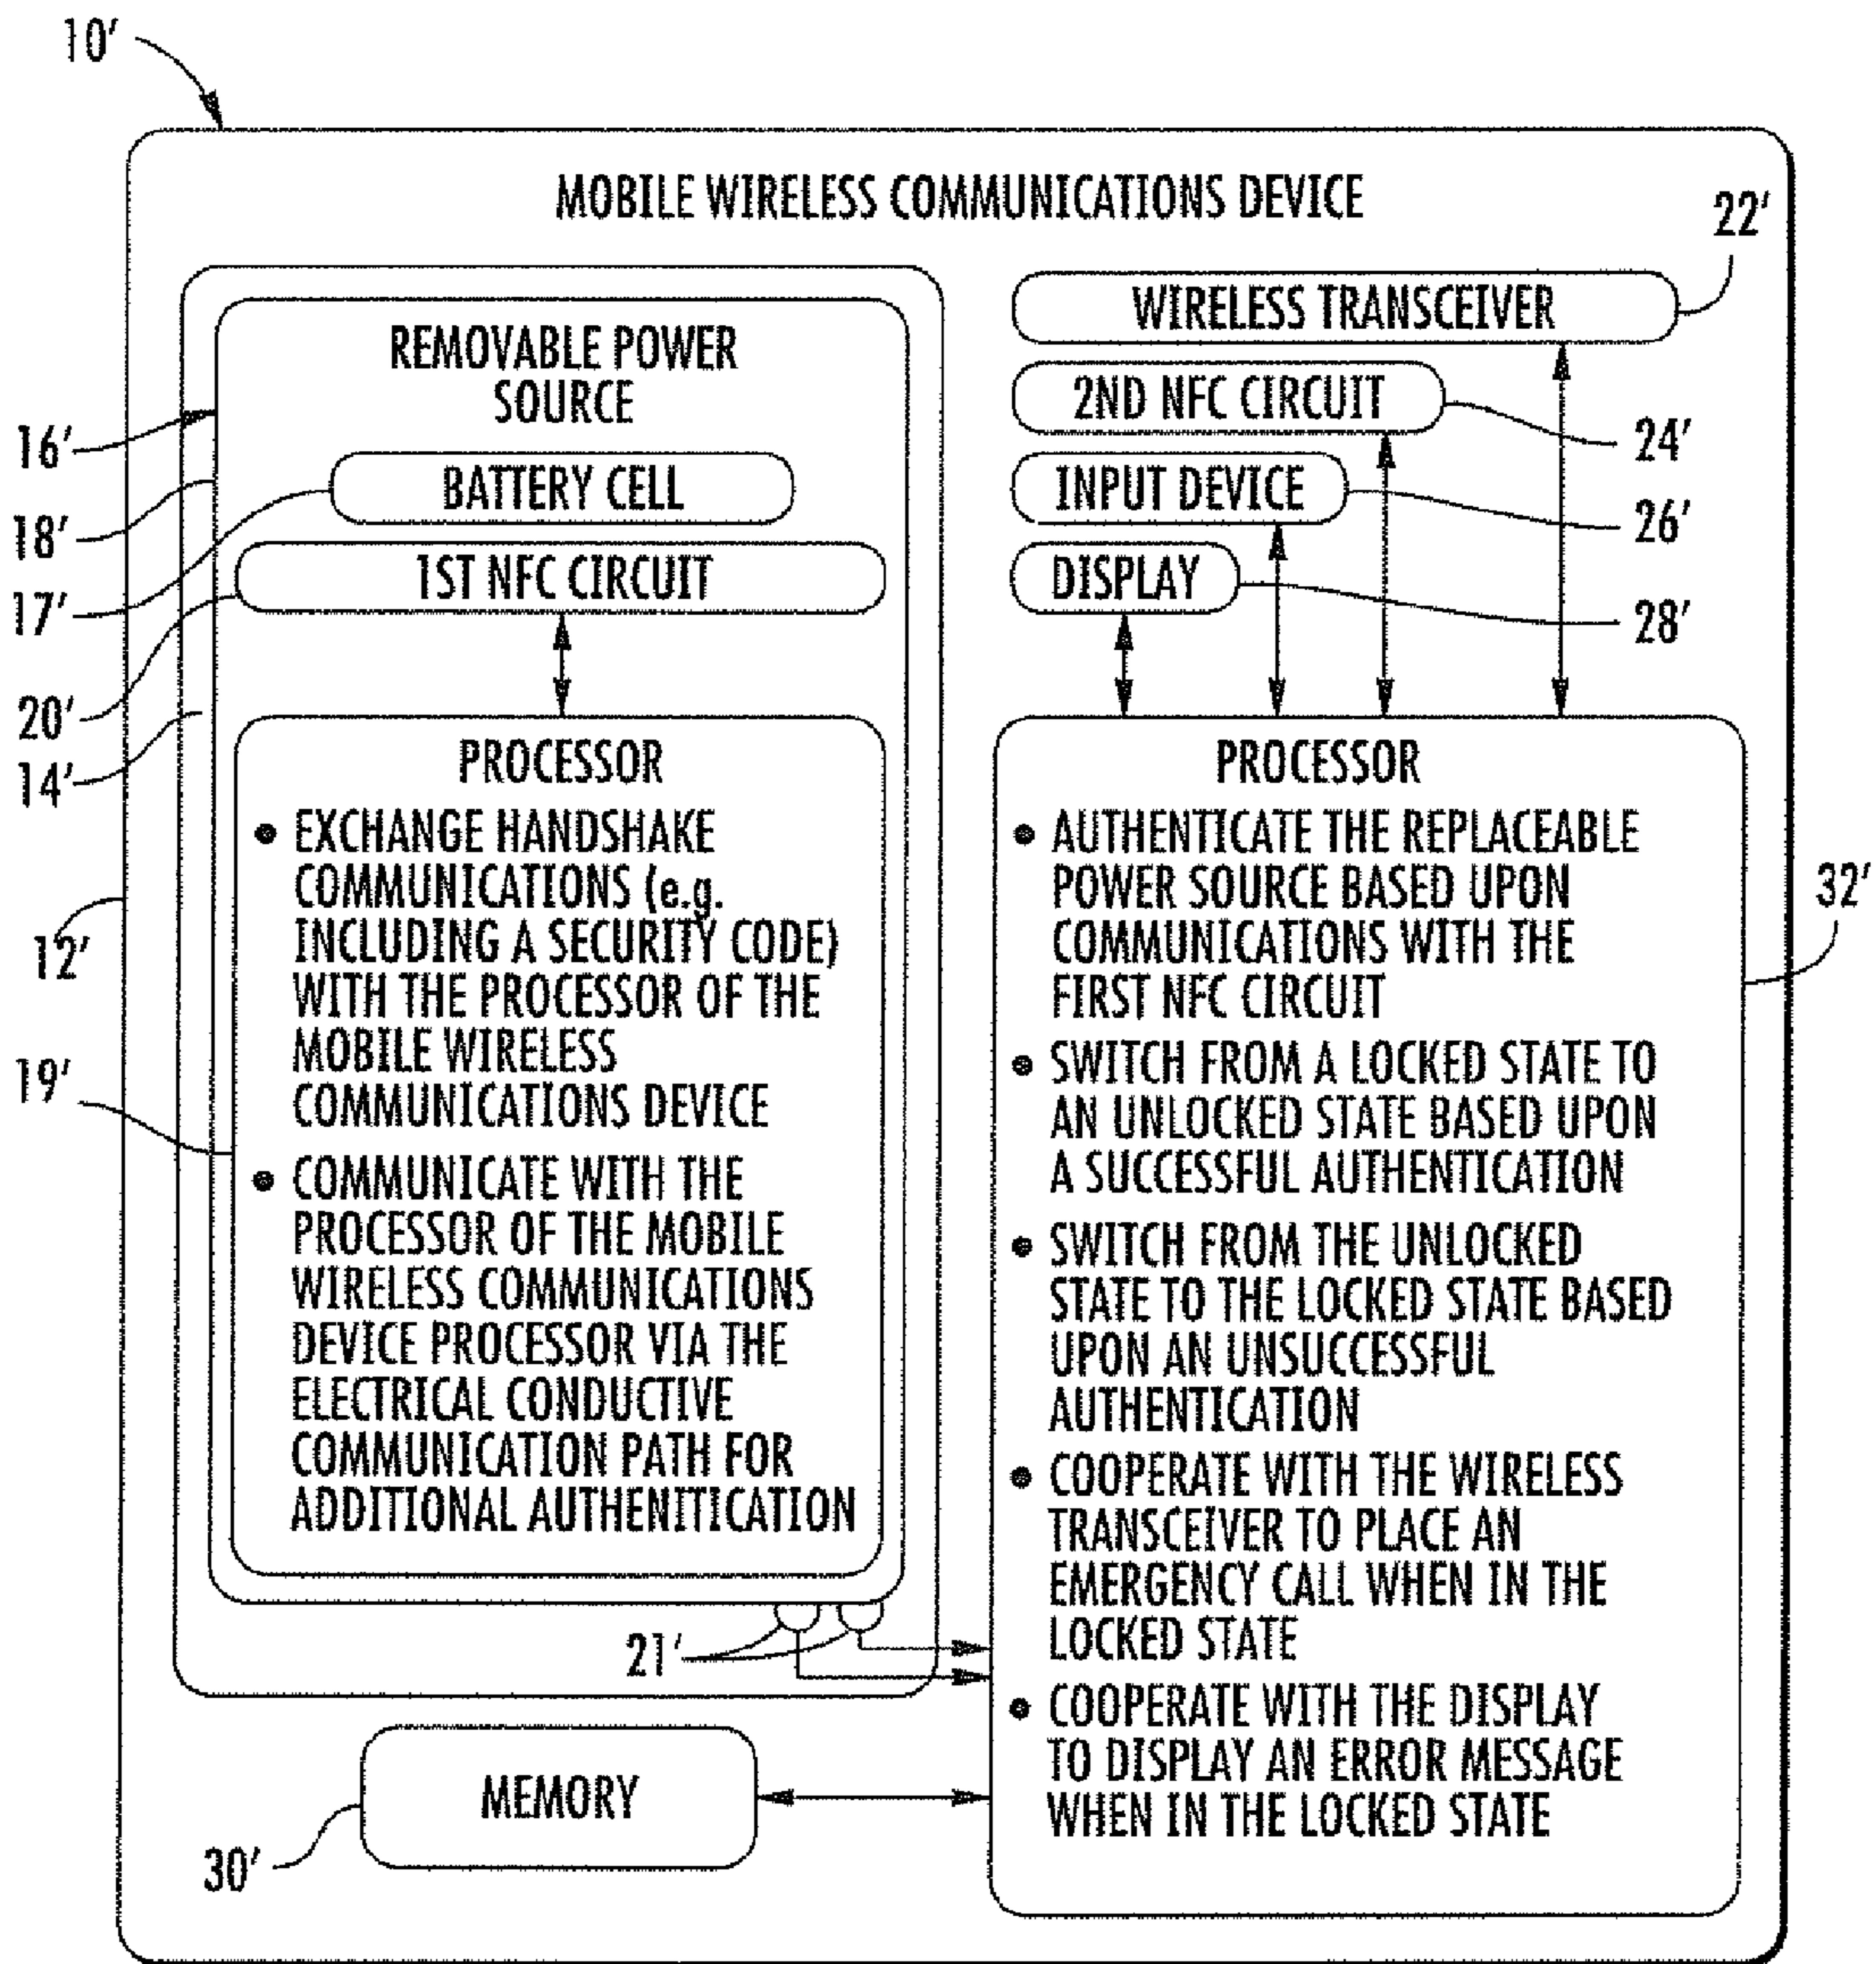 10'
MOBILE WIRELESS COMMUNICATIONS DEVICE
22'
REMOVABLE POWER
SOURCE
BATTERY CELL
1ST NFC CIRCUIT
WIRELESS TRANSCEIVER
2ND NFC CIRCUIT
INPUT DEVICE
DISPLAY
24'
26'
28'
16'
18'
17'
20'
14'
12'
19'
PROCESSOR
• EXCHANGE HANDSHAKE
COMMUNICATIONS (e.g.
INCLUDING A SECURITY CODE)
WITH THE PROCESSOR OF THE
MOBILE WIRELESS
COMMUNICATIONS DEVICE
• COMMUNICATE WITH THE
PROCESSOR OF THE MOBILE
WIRELESS COMMUNICATIONS
DEVICE PROCESSOR VIA THE
ELECTRICAL CONDUCTIVE
COMMUNICATION PATH FOR
ADDITIONAL AUTHENITICATION
21'
PROCESSOR
• AUTHENTICATE THE REPLACEABLE
POWER SOURCE BASED UPON
COMMUNICATIONS WITH THE
FIRST NFC CIRCUIT
• SWITCH FROM A LOCKED STATE TO
AN UNLOCKED STATE BASED UPON
A SUCCESSFUL AUTHENTICATION
• SWITCH FROM THE UNLOCKED
STATE TO THE LOCKED STATE BASED
UPON AN UNSUCCESSFUL
AUTHENTICATION
• COOPERATE WITH THE WIRELESS
TRANSCEIVER TO PLACE AN
EMERGENCY CALL WHEN IN THE
LOCKED STATE
• COOPERATE WITH THE DISPLAY
TO DISPLAY AN ERROR MESSAGE
WHEN IN THE LOCKED STATE
32'
MEMORY
30'